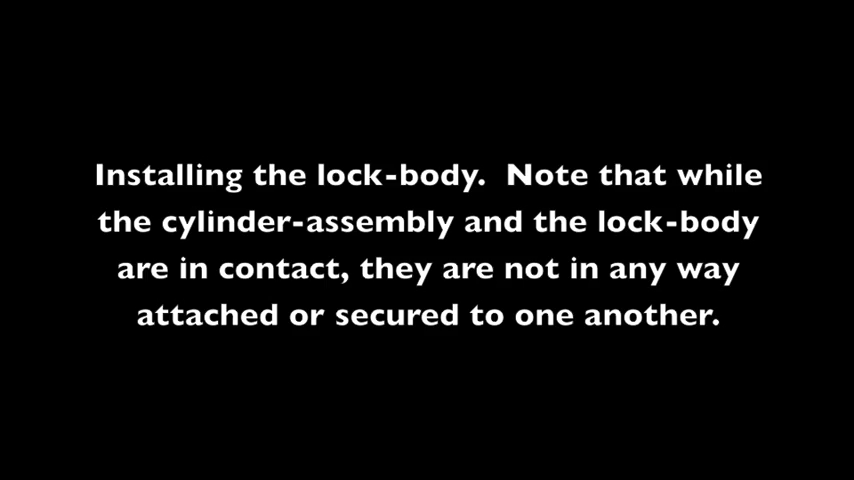 Installing the lock-body.  Note that while
the cylinder-assembly and the lock-body
are in contact, they are not in any way
attached or secured to one another.